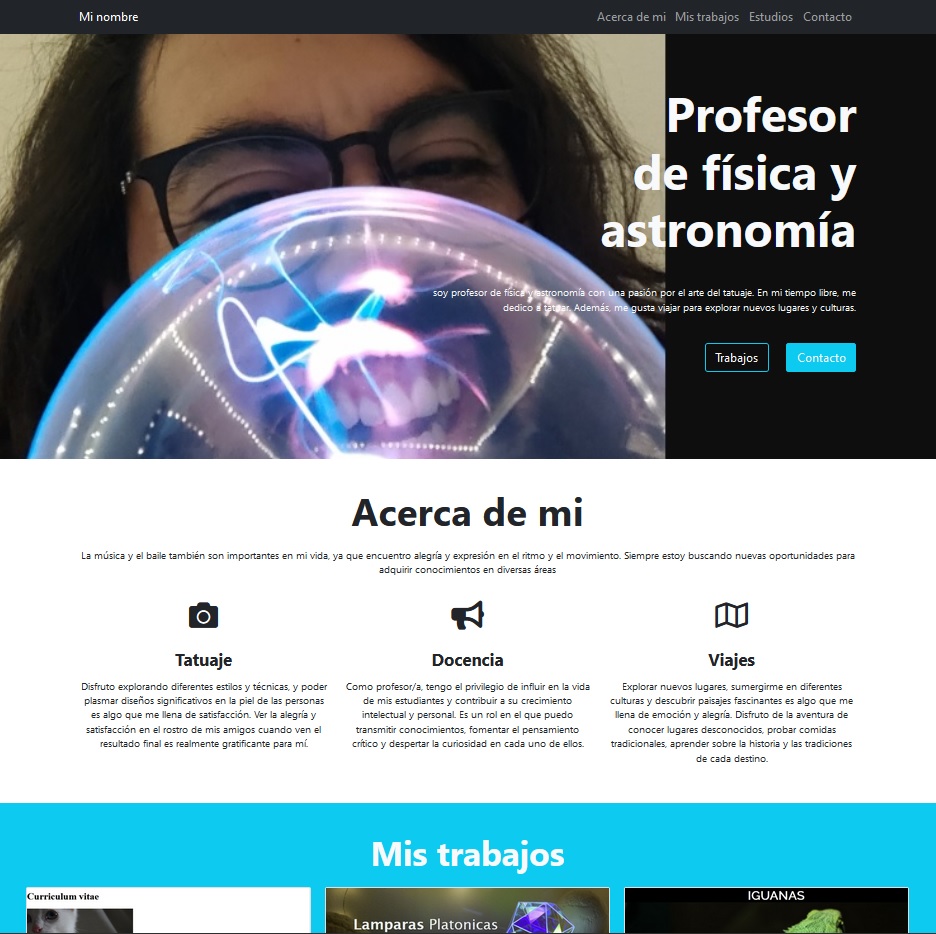 Mi nombre
Acerca de mi Mis trabajos Estudios Contacto
Profesor
de física y
astronomía
soy profesor de física y astronomía con una pasión por el arte del tatuaje. En mi tiempo libre, me
dedico a tatuar. Además, me gusta viajar para explorar nuevos lugares y culturas.
Trabajos
Contacto
Acerca de mi
La música y el baile también son importantes en mi vida, ya que encuentro alegría y expresión en el ritmo y el movimiento. Siempre estoy buscando nuevas oportunidades para
adquirir conocimientos en diversas áreas
Tatuaje
Disfruto explorando diferentes estilos y técnicas, y poder
plasmar diseños significativos en la piel de las personas
es algo que me llena de satisfacción. Ver la alegría y
satisfacción en el rostro de mis amigos cuando ven el
resultado final es realmente gratificante para mí.
Docencia
Como profesor/a, tengo el privilegio de influir en la vida
de mis estudiantes y contribuir a su crecimiento
intelectual y personal. Es un rol en el que puedo
transmitir conocimientos, fomentar el pensamiento
crítico y despertar la curiosidad en cada uno de ellos.
Viajes
Explorar nuevos lugares, sumergirme en diferentes
culturas y descubrir paisajes fascinantes es algo que me
llena de emoción y alegría. Disfruto de la aventura de
conocer lugares desconocidos, probar comidas
tradicionales, aprender sobre la historia y las tradiciones
de cada destino.
Mis trabajos
Curriculum vitae
Lamparas Platonicas
IGUANAS